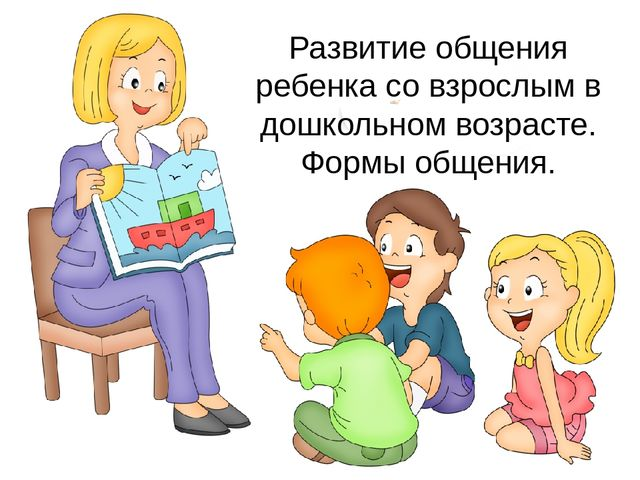 Развитие общения
ребенка со взрослым в
дошкольном возрасте.
Формы общения.